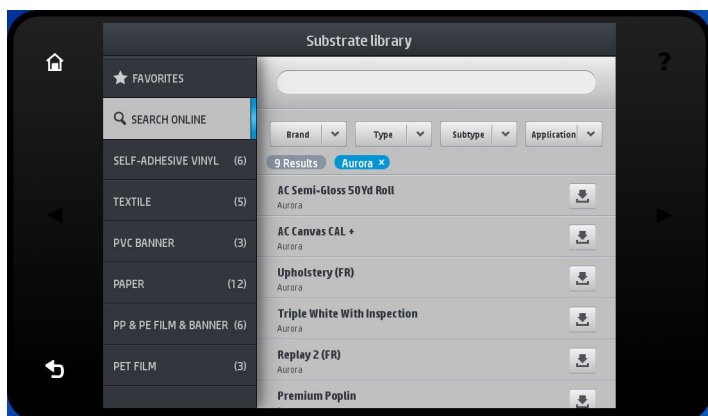 Substrate library
?
FAVORITES
SEARCH ONLINE
SELF-ADHESIVE VINYL (6)
TEXTILE (5)
PVC BANNER (3)
PAPER (12)
PP & PE FILM & BANNER (6)
PET FILM (3)
Brand Type Subtype Application
9 Results Aurora ×
AC Semi-Gloss 50Yd Roll
Aurora
AC Canvas CAL +
Aurora
Upholstery (FR)
Aurora
Triple White With Inspection
Aurora
Replay 2 (FR)
Aurora
Premium Poplin